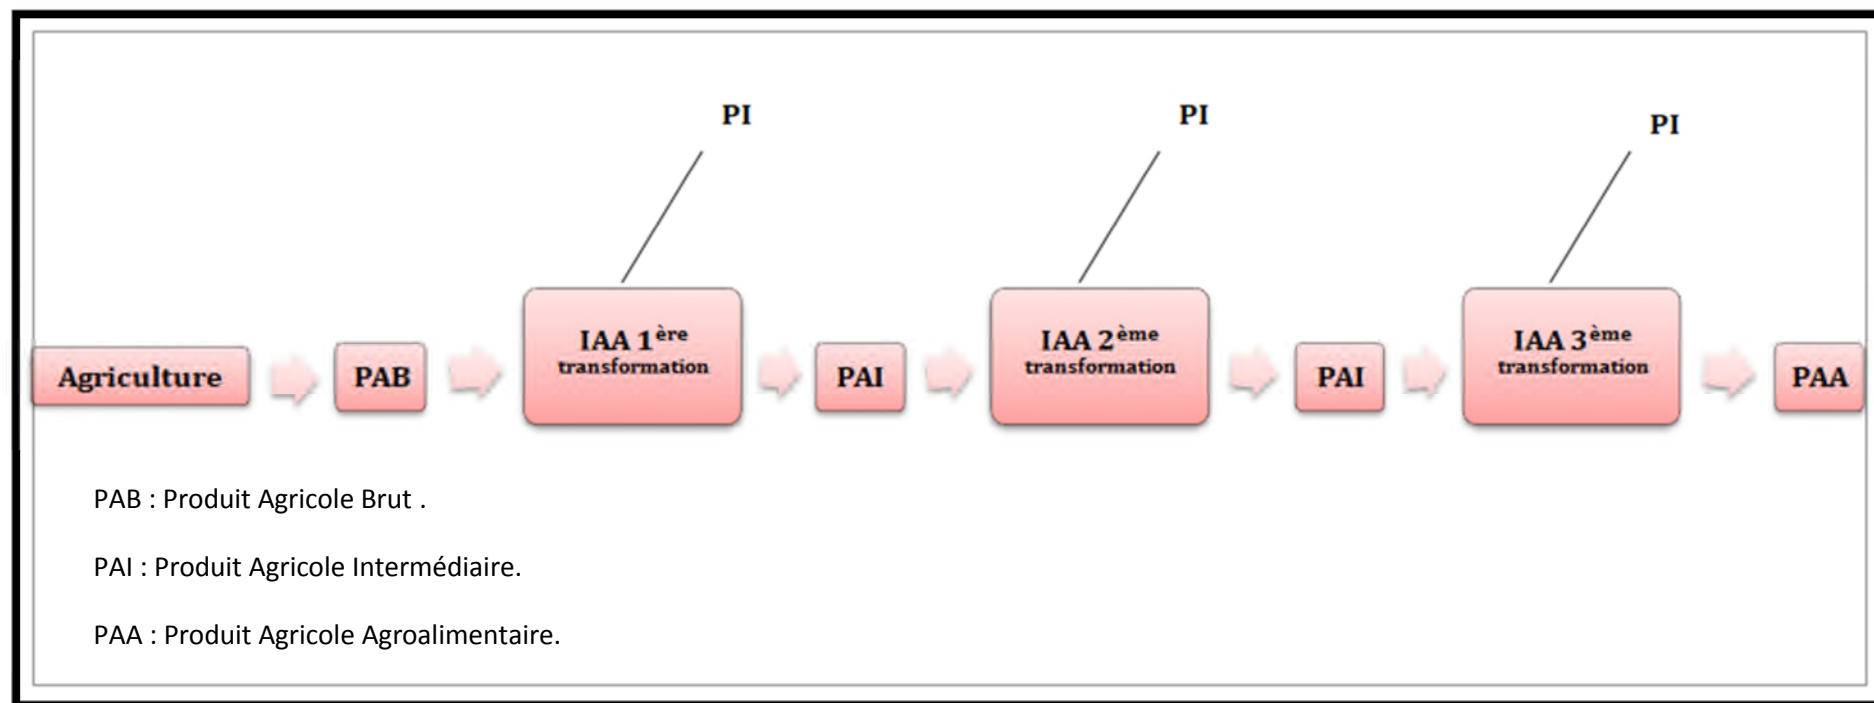 PI
PI
PI
Agriculture
PAB
IAA 1ère
transformation
PAI
IAA 2ème
transformation
PAI
IAA 3ème
transformation
PAA
PAB : Produit Agricole Brut .
PAI : Produit Agricole Intermédiaire.
PAA : Produit Agricole Agroalimentaire.